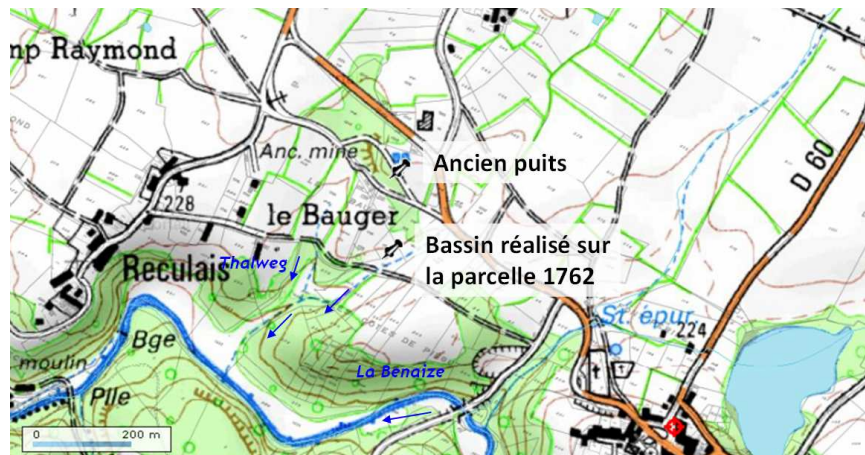 mp Raymond
Anc. mine
Ancien puits
D 60
228
le Bauger
Bassin réalisé sur
la parcelle 1762
Thalweg
Reculais
St. épur.
224
Bge
moulin
La Benaize
Plle
0 200 m